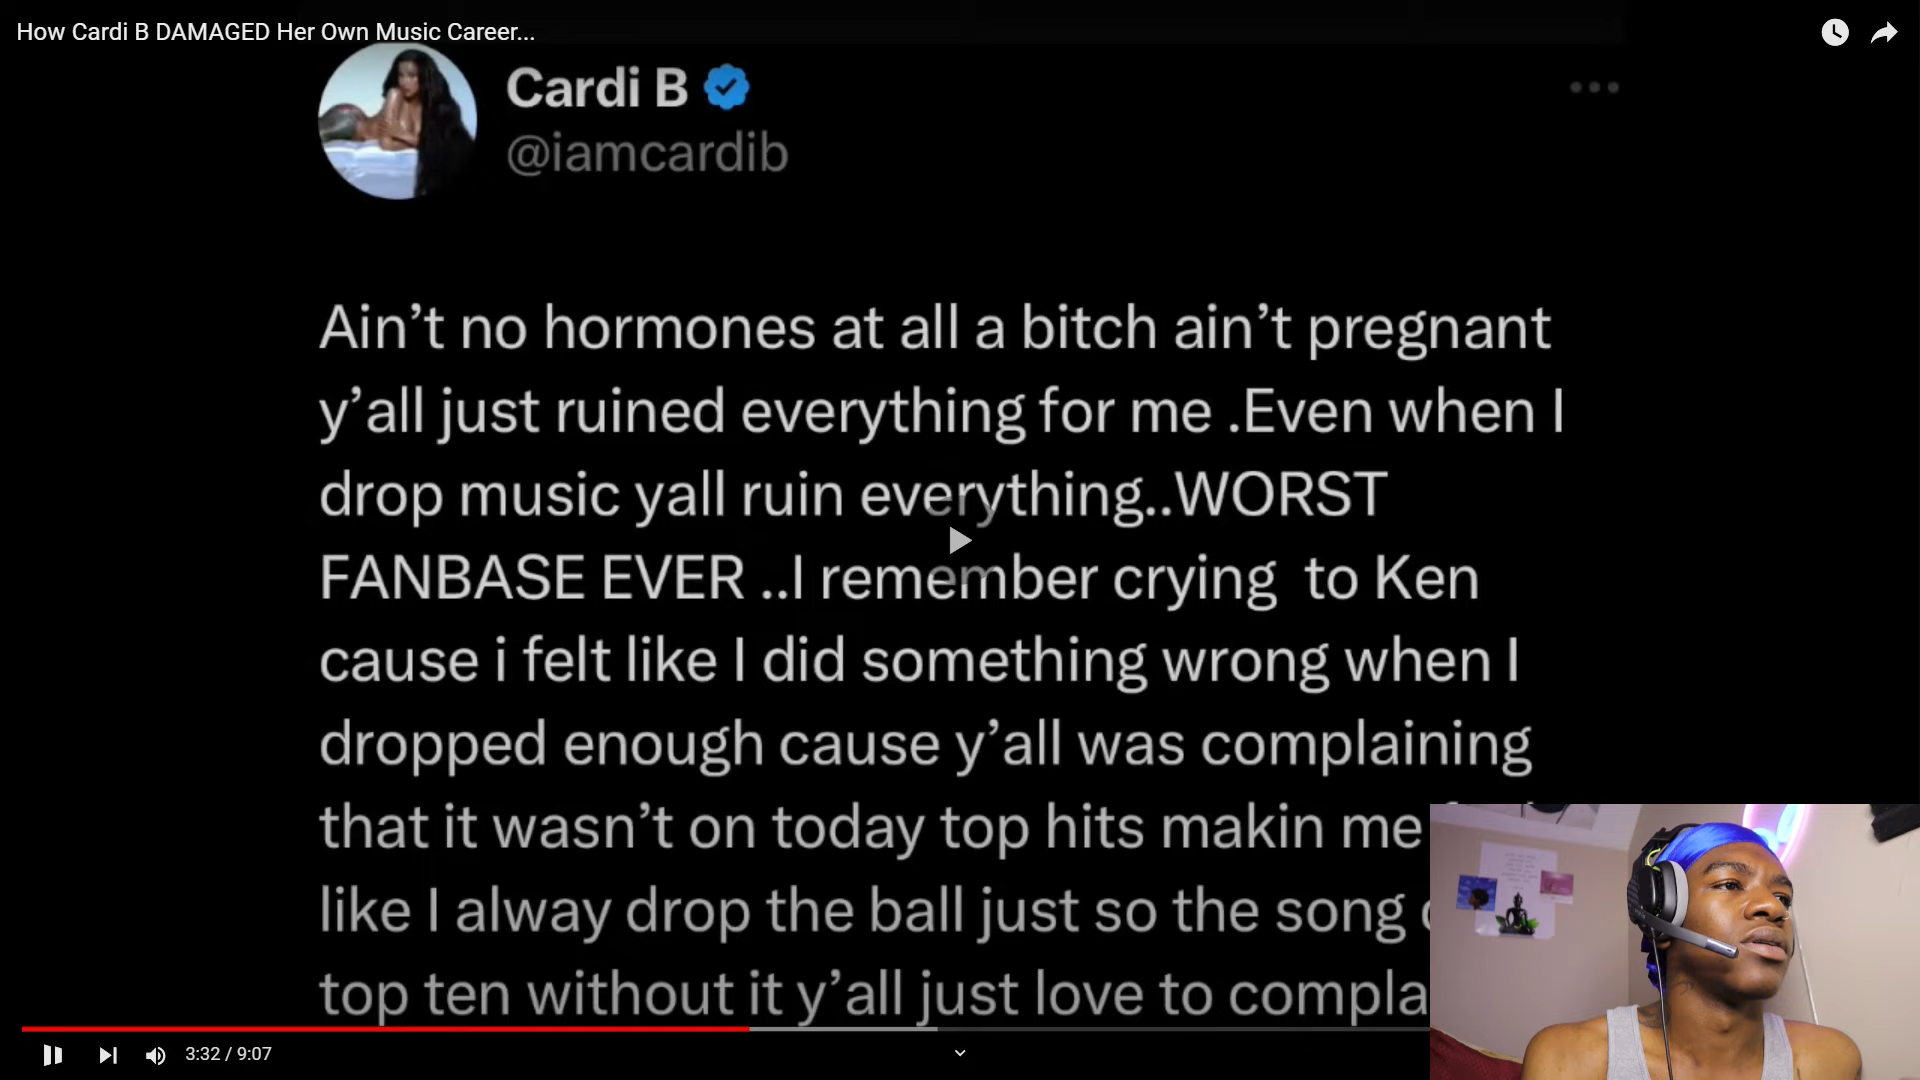 How Cardi B DAMAGED Her Own Music Career...
Cardi B
@iamcardib
Ain’t no hormones at all a bitch ain’t pregnant
y’all just ruined everything for me .Even when I
drop music yall ruin everything..WORST
FANBASE EVER ..I remember crying  to Ken
cause i felt like I did something wrong when I
dropped enough cause y’all was complaining
that it wasn’t on today top hits makin me
like I alway drop the ball just so the song
top ten without it y’all just love to compla
3:32 / 9:07